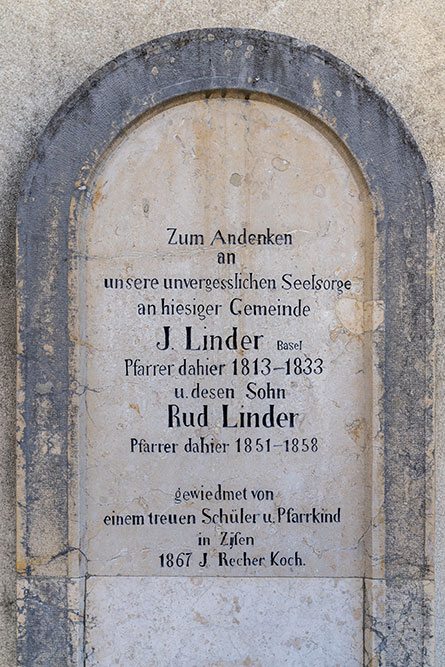 Zum Andenken
an
unsere unvergesslichen Seelsorge
an hiesiger Gemeinde
J. Linder Basel
Pfarrer dahier 1813-1833
u. desen Sohn
Rud Linder
Pfarrer dahier 1851-1858
gewiedmet von
einem treuen Schüler u. Pfarrkind
in Zifen
1867 J Recher Koch.